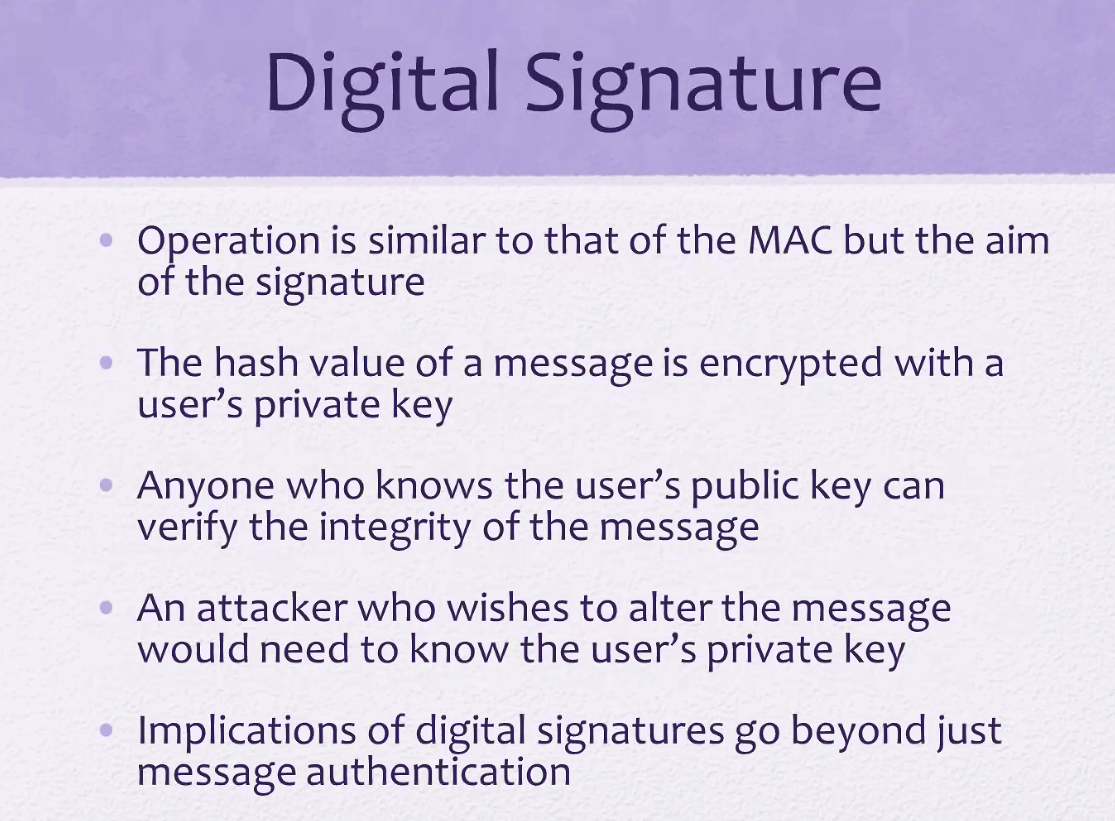 Digital Signature
• Operation is similar to that of the MAC but the aim
of the signature
• The hash value of a message is encrypted with a
user’s private key
• Anyone who knows the user’s public key can
verify the integrity of the message
• An attacker who wishes to alter the message
would need to know the user’s private key
• Implications of digital signatures go beyond just
message authentication